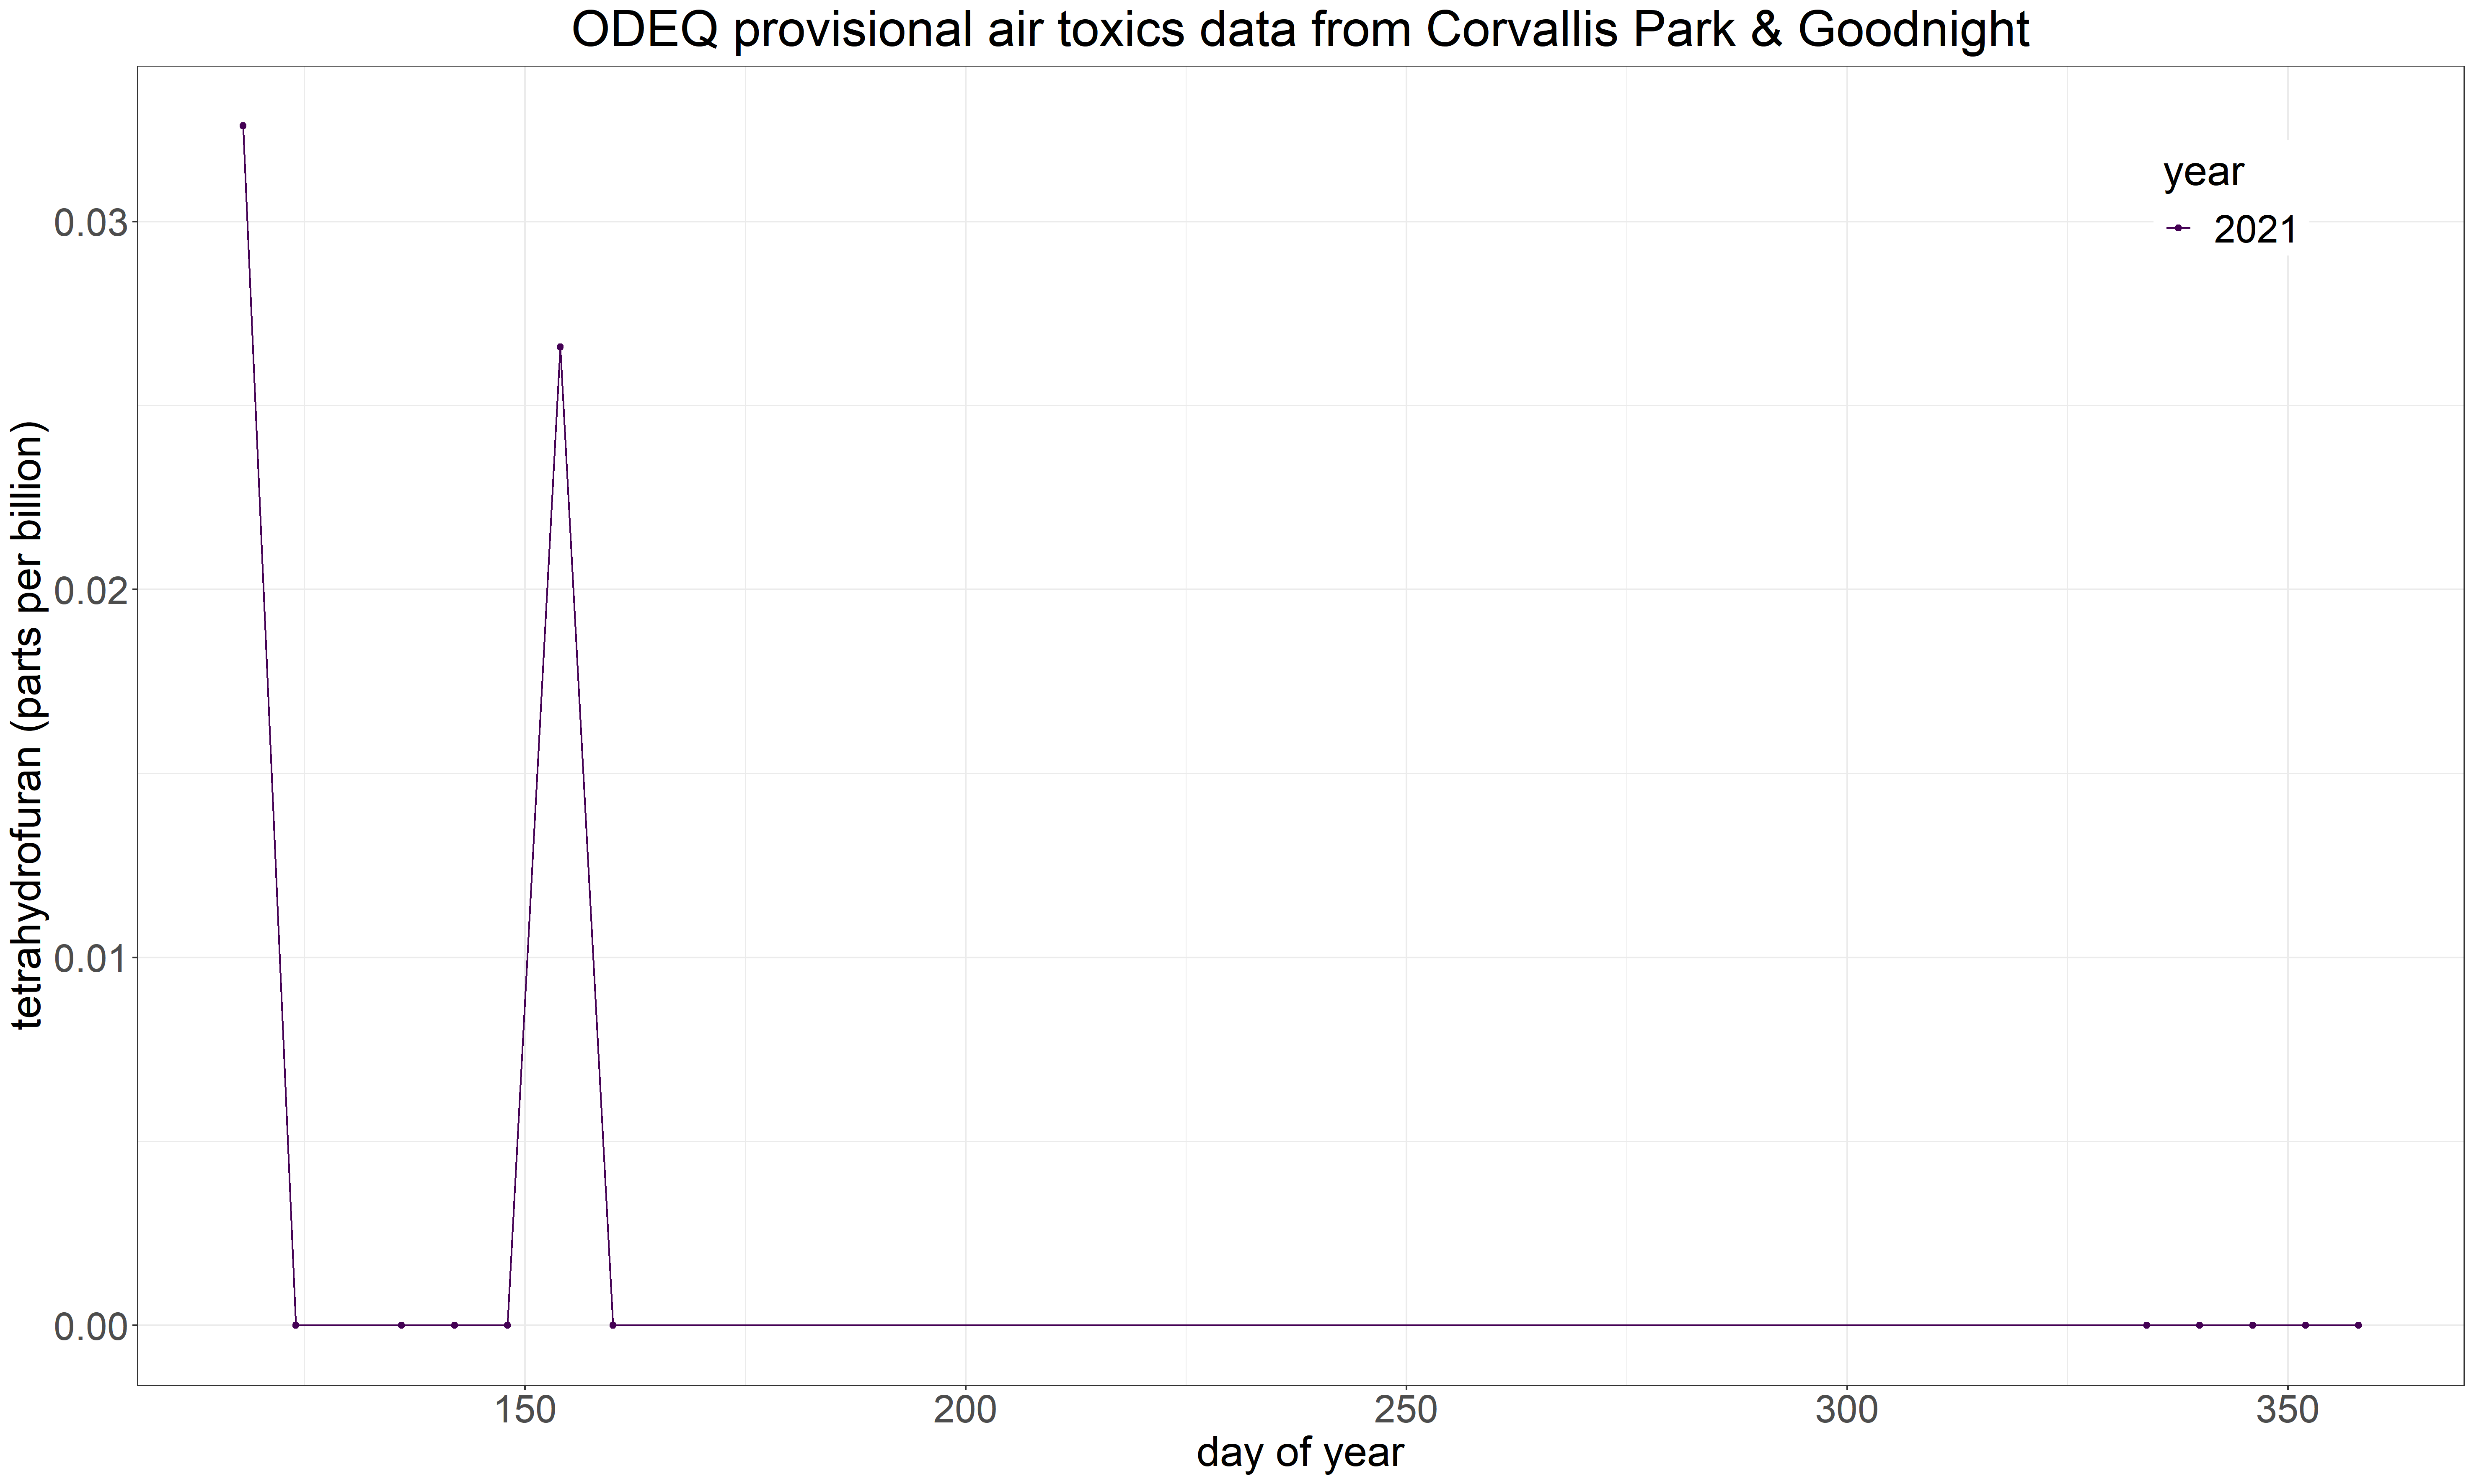 ODEQ provisional air toxics data from Corvallis Park & Goodnight
year
2021
0.03
0.02
0.01
0.00
tetrahydrofuran (parts per billion)
150 200 250 300 350
day of year